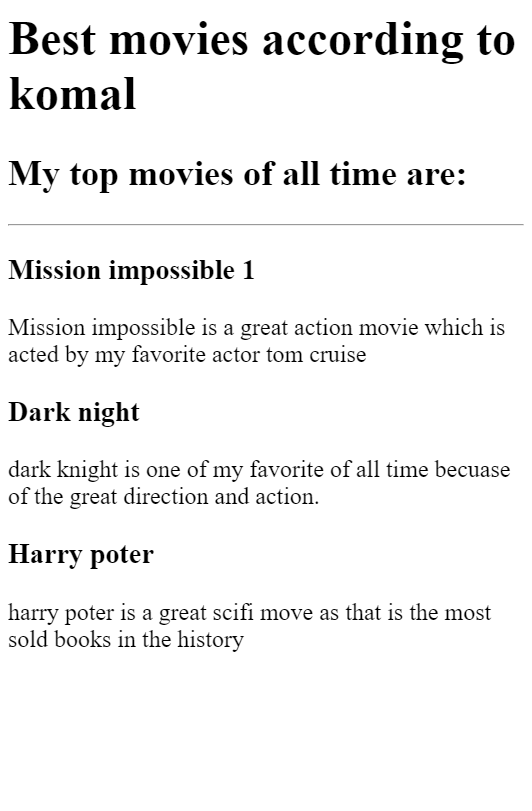 Best movies according to
komal
My top movies of all time are:
Mission impossible 1
Mission impossible is a great action movie which is
acted by my favorite actor tom cruise
Dark night
dark knight is one of my favorite of all time becuase
of the great direction and action.
Harry poter
harry poter is a great scifi move as that is the most
sold books in the history